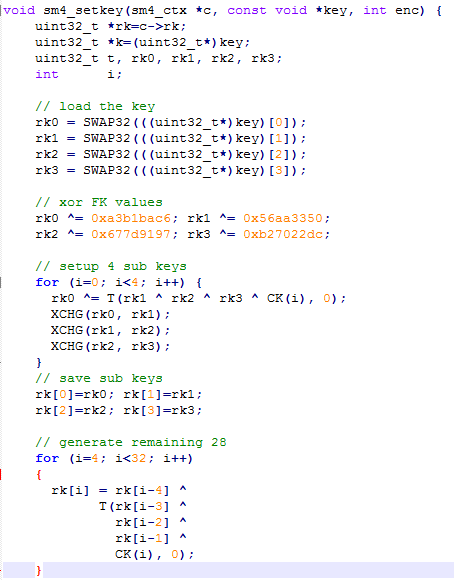 void sm4_setkey(sm4_ctx *c, const void *key, int enc) {
uint32_t *rk=c->rk;
uint32_t *k=(uint32_t*)key;
uint32_t t, rk0, rk1, rk2, rk3;
int      i;
// load the key
rk0 = SWAP32(((uint32_t*)key)[0]);
rk1 = SWAP32(((uint32_t*)key)[1]);
rk2 = SWAP32(((uint32_t*)key)[2]);
rk3 = SWAP32(((uint32_t*)key)[3]);
// xor FK values
rk0 ^= 0xa3b1bac6; rk1 ^= 0x56aa3350;
rk2 ^= 0x677d9197; rk3 ^= 0xb27022dc;
// setup 4 sub keys
for (i=0; i<4; i++) {
rk0 ^= T(rk1 ^ rk2 ^ rk3 ^ CK(i), 0);
XCHG(rk0, rk1);
XCHG(rk1, rk2);
XCHG(rk2, rk3);
}
// save sub keys
rk[0]=rk0; rk[1]=rk1;
rk[2]=rk2; rk[3]=rk3;
// generate remaining 28
for (i=4; i<32; i++)
{
rk[i] = rk[i-4] ^
T(rk[i-3] ^
rk[i-2] ^
rk[i-1] ^
CK(i), 0);
}